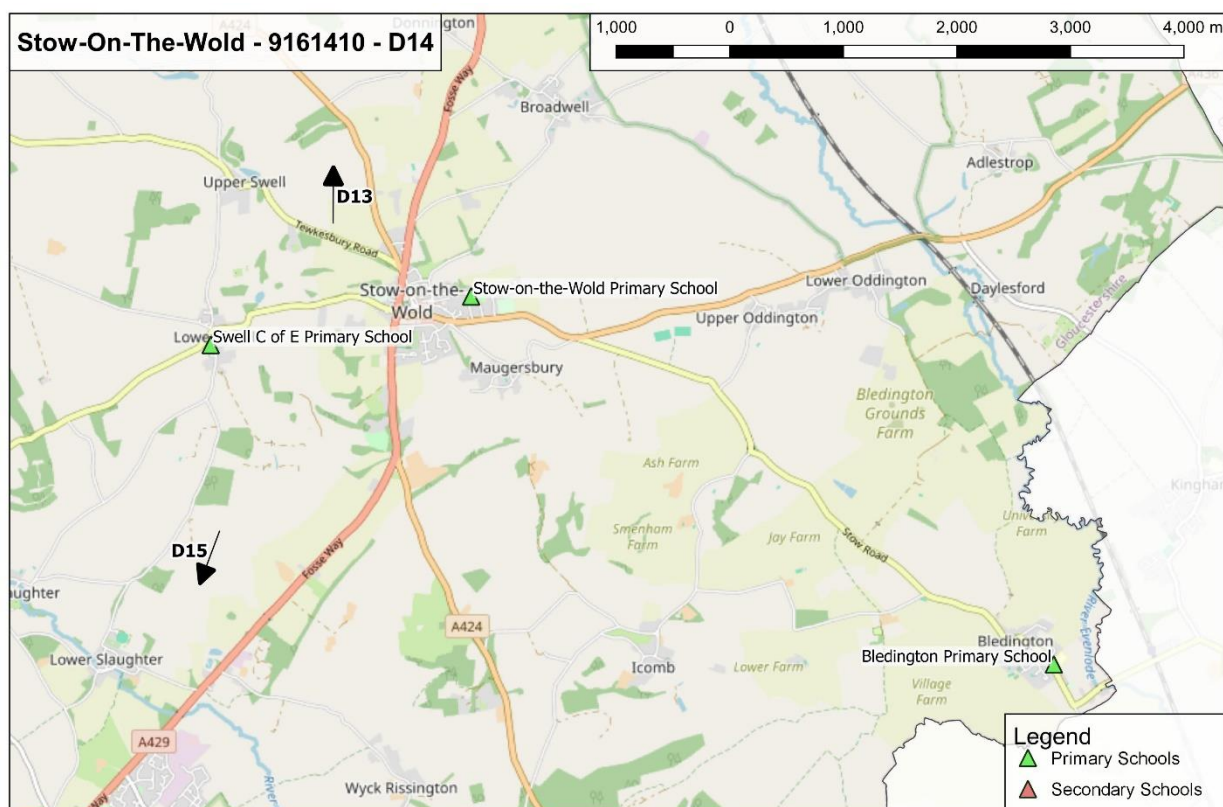 Stow-On-The-Wold - 9161410 - D14
1,000 0 1,000 2,000 3,000 4,000 m
A424
Donnington
Fosse Way
Broadwell
Adlestrop
Upper Swell
D13
Tewkesbury Road
Stow-on-the-
Wold
Stow-on-the-Wold Primary School
Lower Oddington
Daylesford
Gloucestershire
Upper Oddington
Swell C of E Primary School
Maugersbury
Bledington
Grounds
Farm
Ash Farm
Kingham
Smenham
Farm
Jay Farm
Farm
D15
Fosse Way
Stow Road
River Evenlode
A424
Lower Slaughter
Icomb
Lower Farm
Bledington
Bledington Primary School
Village
Farm
A429
Wyck Rissington
River
Legend
Primary Schools
Secondary Schools